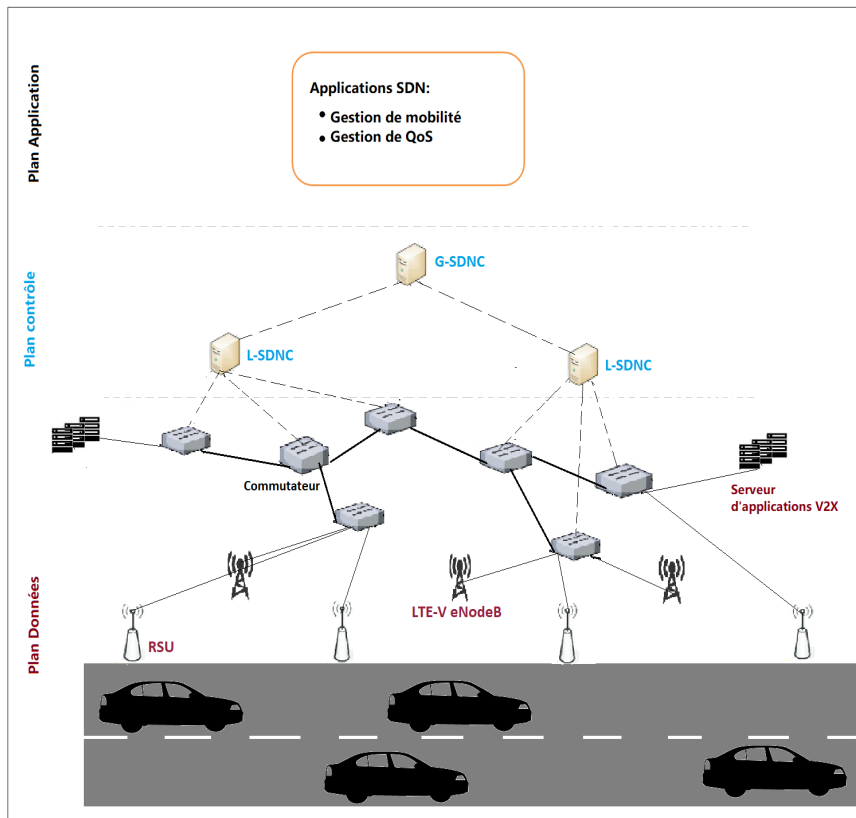 Plan Application
Applications SDN:
• Gestion de mobilité
• Gestion de QoS
Plan contrôle
G-SDNC
L-SDNC
L-SDNC
Commutateur
Serveur
d'applications V2X
Plan Données
LTE-V eNodeB
RSU